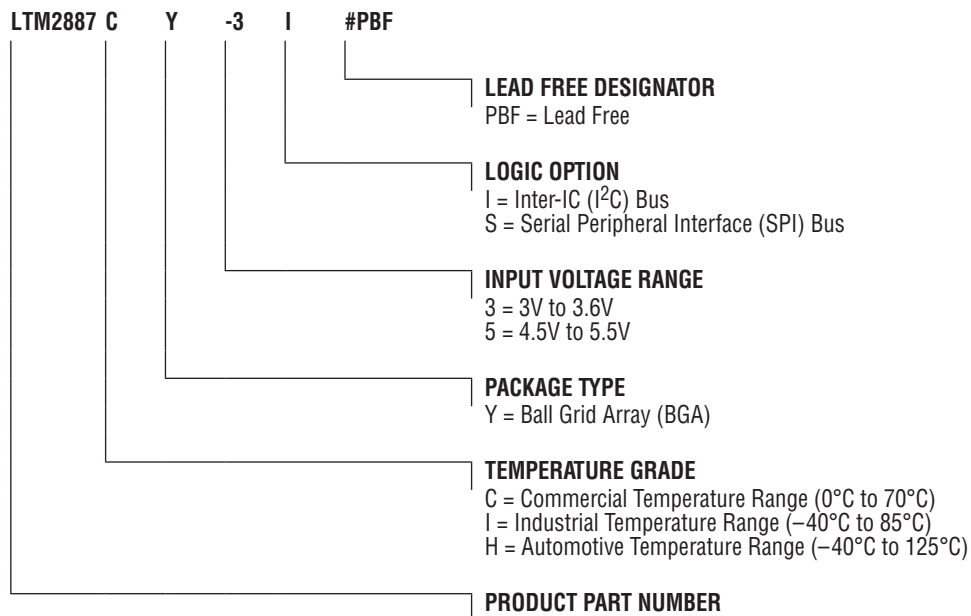 LTM2887 C Y -3 I #PBF
LEAD FREE DESIGNATOR
PBF = Lead Free
LOGIC OPTION
I = Inter-IC (I²C) Bus
S = Serial Peripheral Interface (SPI) Bus
INPUT VOLTAGE RANGE
3 = 3V to 3.6V
5 = 4.5V to 5.5V
PACKAGE TYPE
Y = Ball Grid Array (BGA)
TEMPERATURE GRADE
C = Commercial Temperature Range (0°C to 70°C)
I = Industrial Temperature Range (–40°C to 85°C)
H = Automotive Temperature Range (–40°C to 125°C)
PRODUCT PART NUMBER